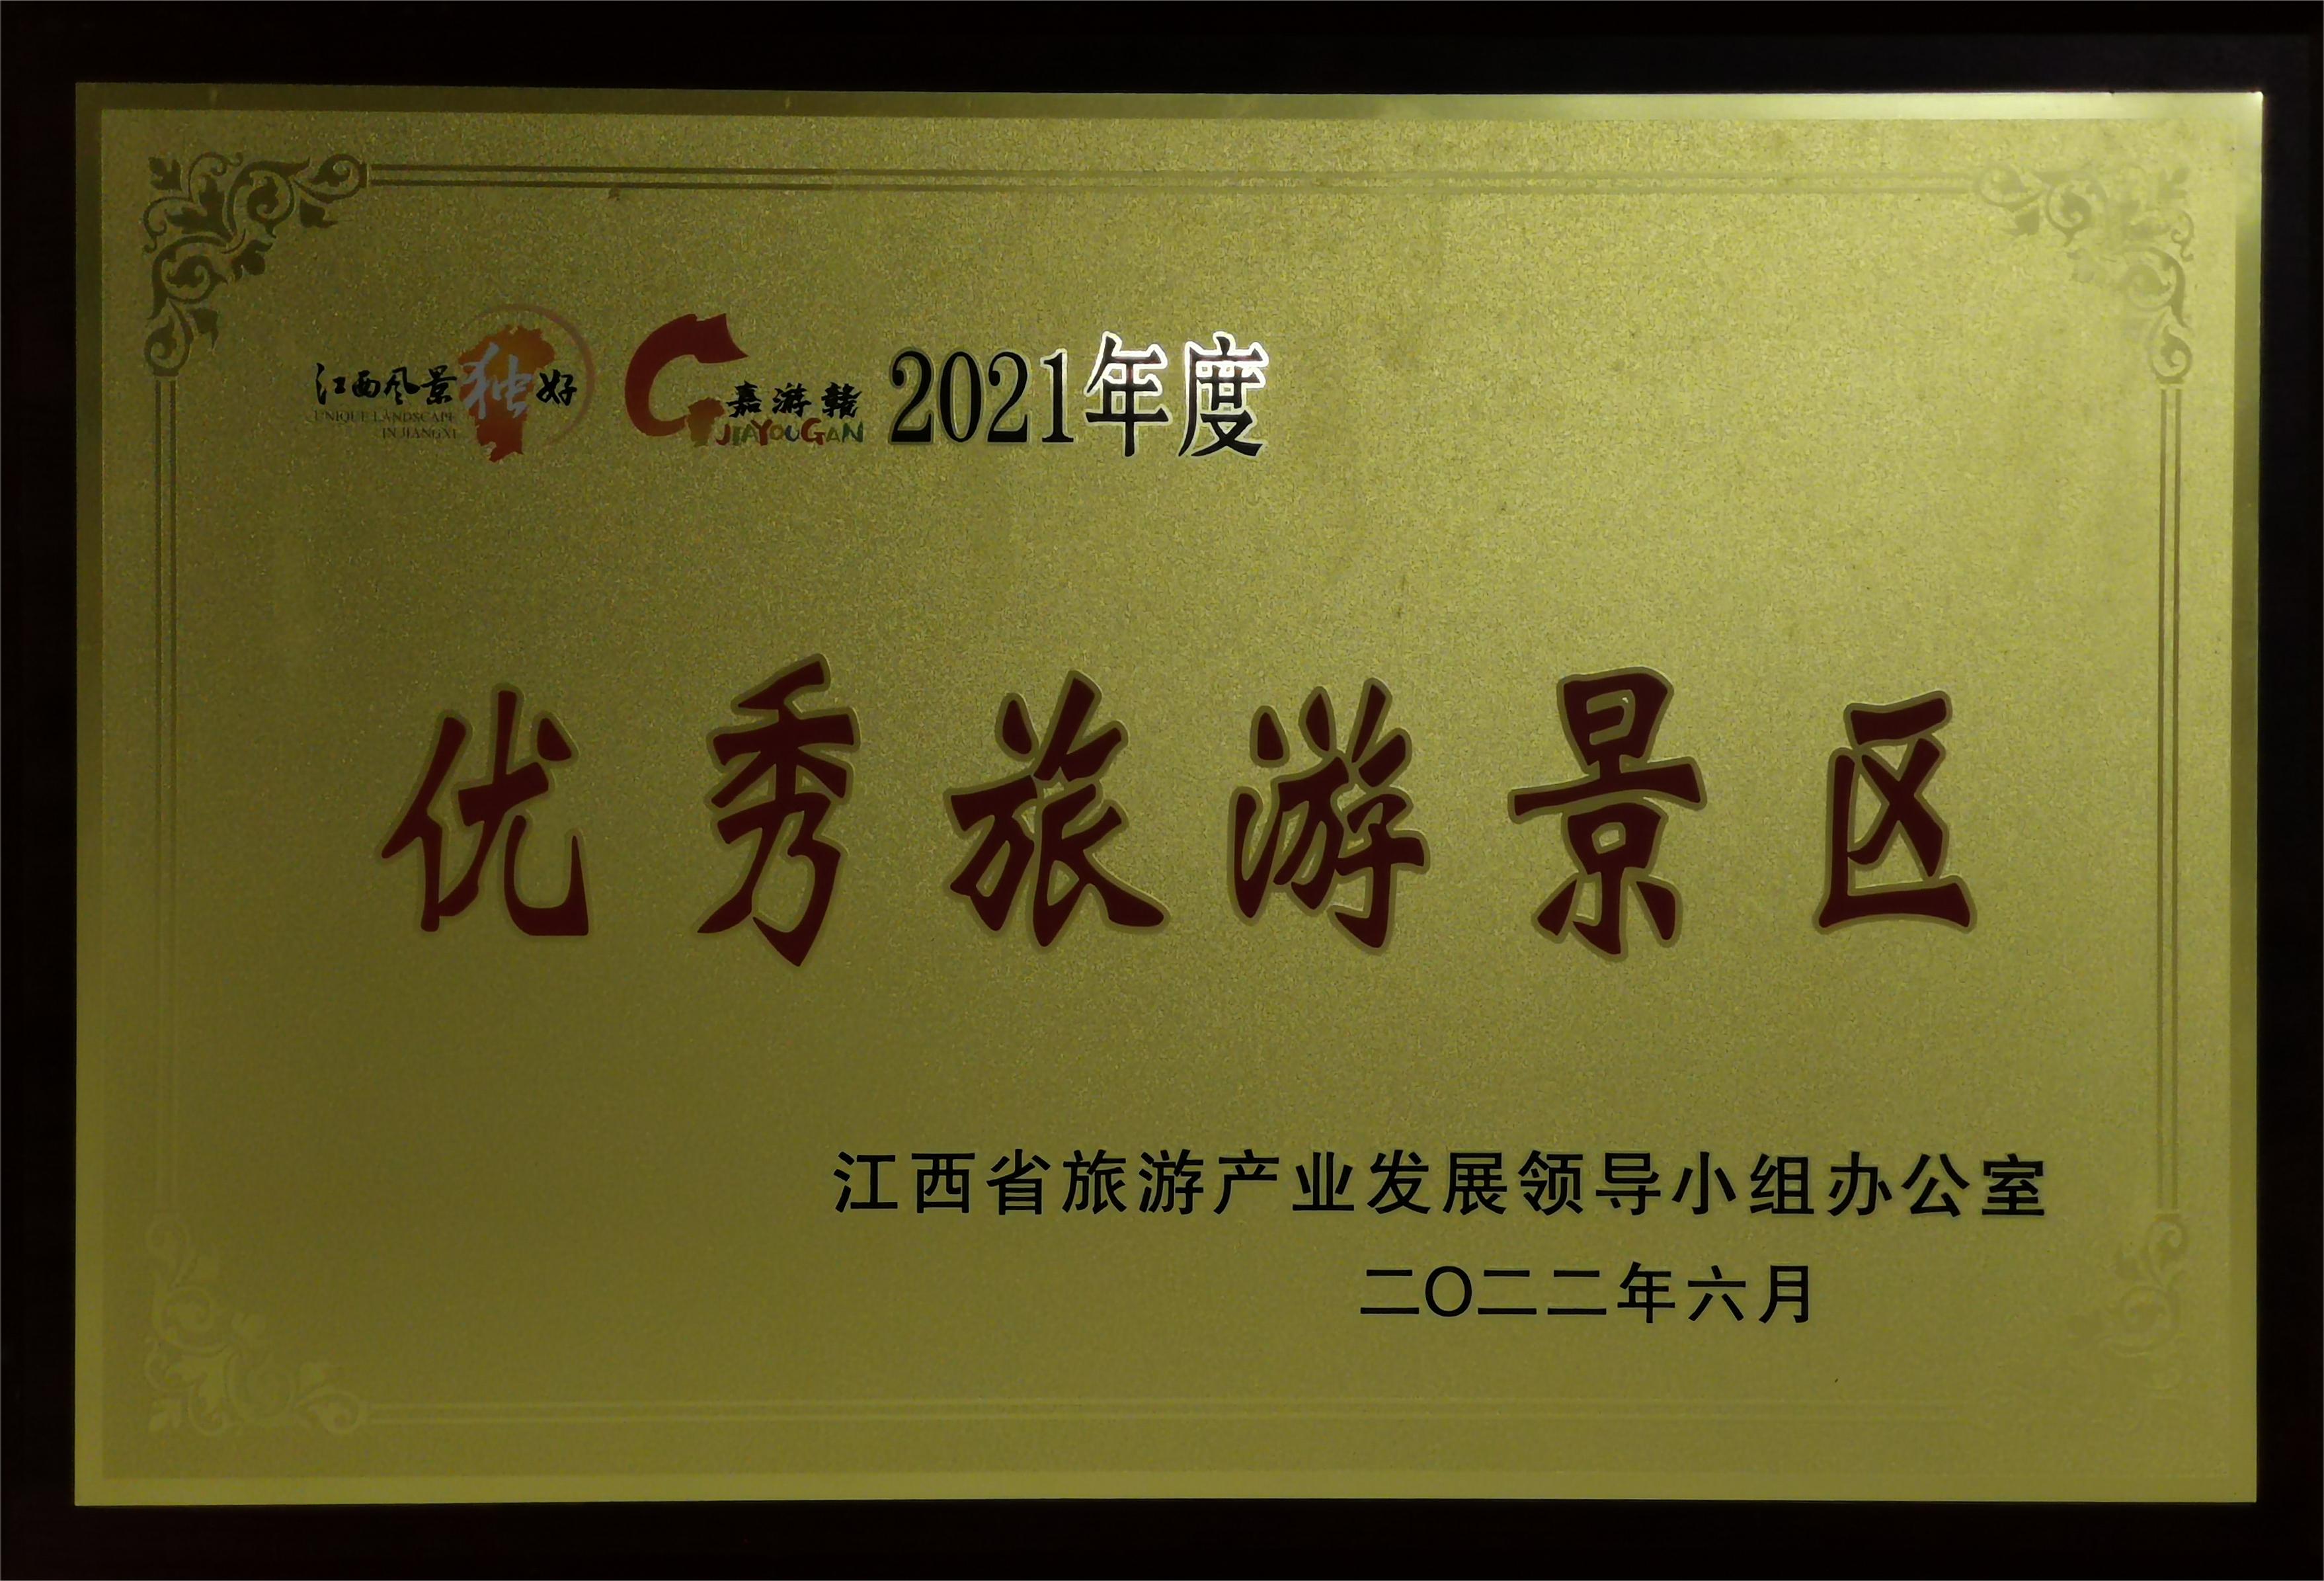 江西风景独好
UNIQUE LANDSCAPE
IN JIANGXI
嘉游赣
JIAYOUGAN
2021年度
优秀旅游景区
江西省旅游产业发展领导小组办公室
二〇二二年六月